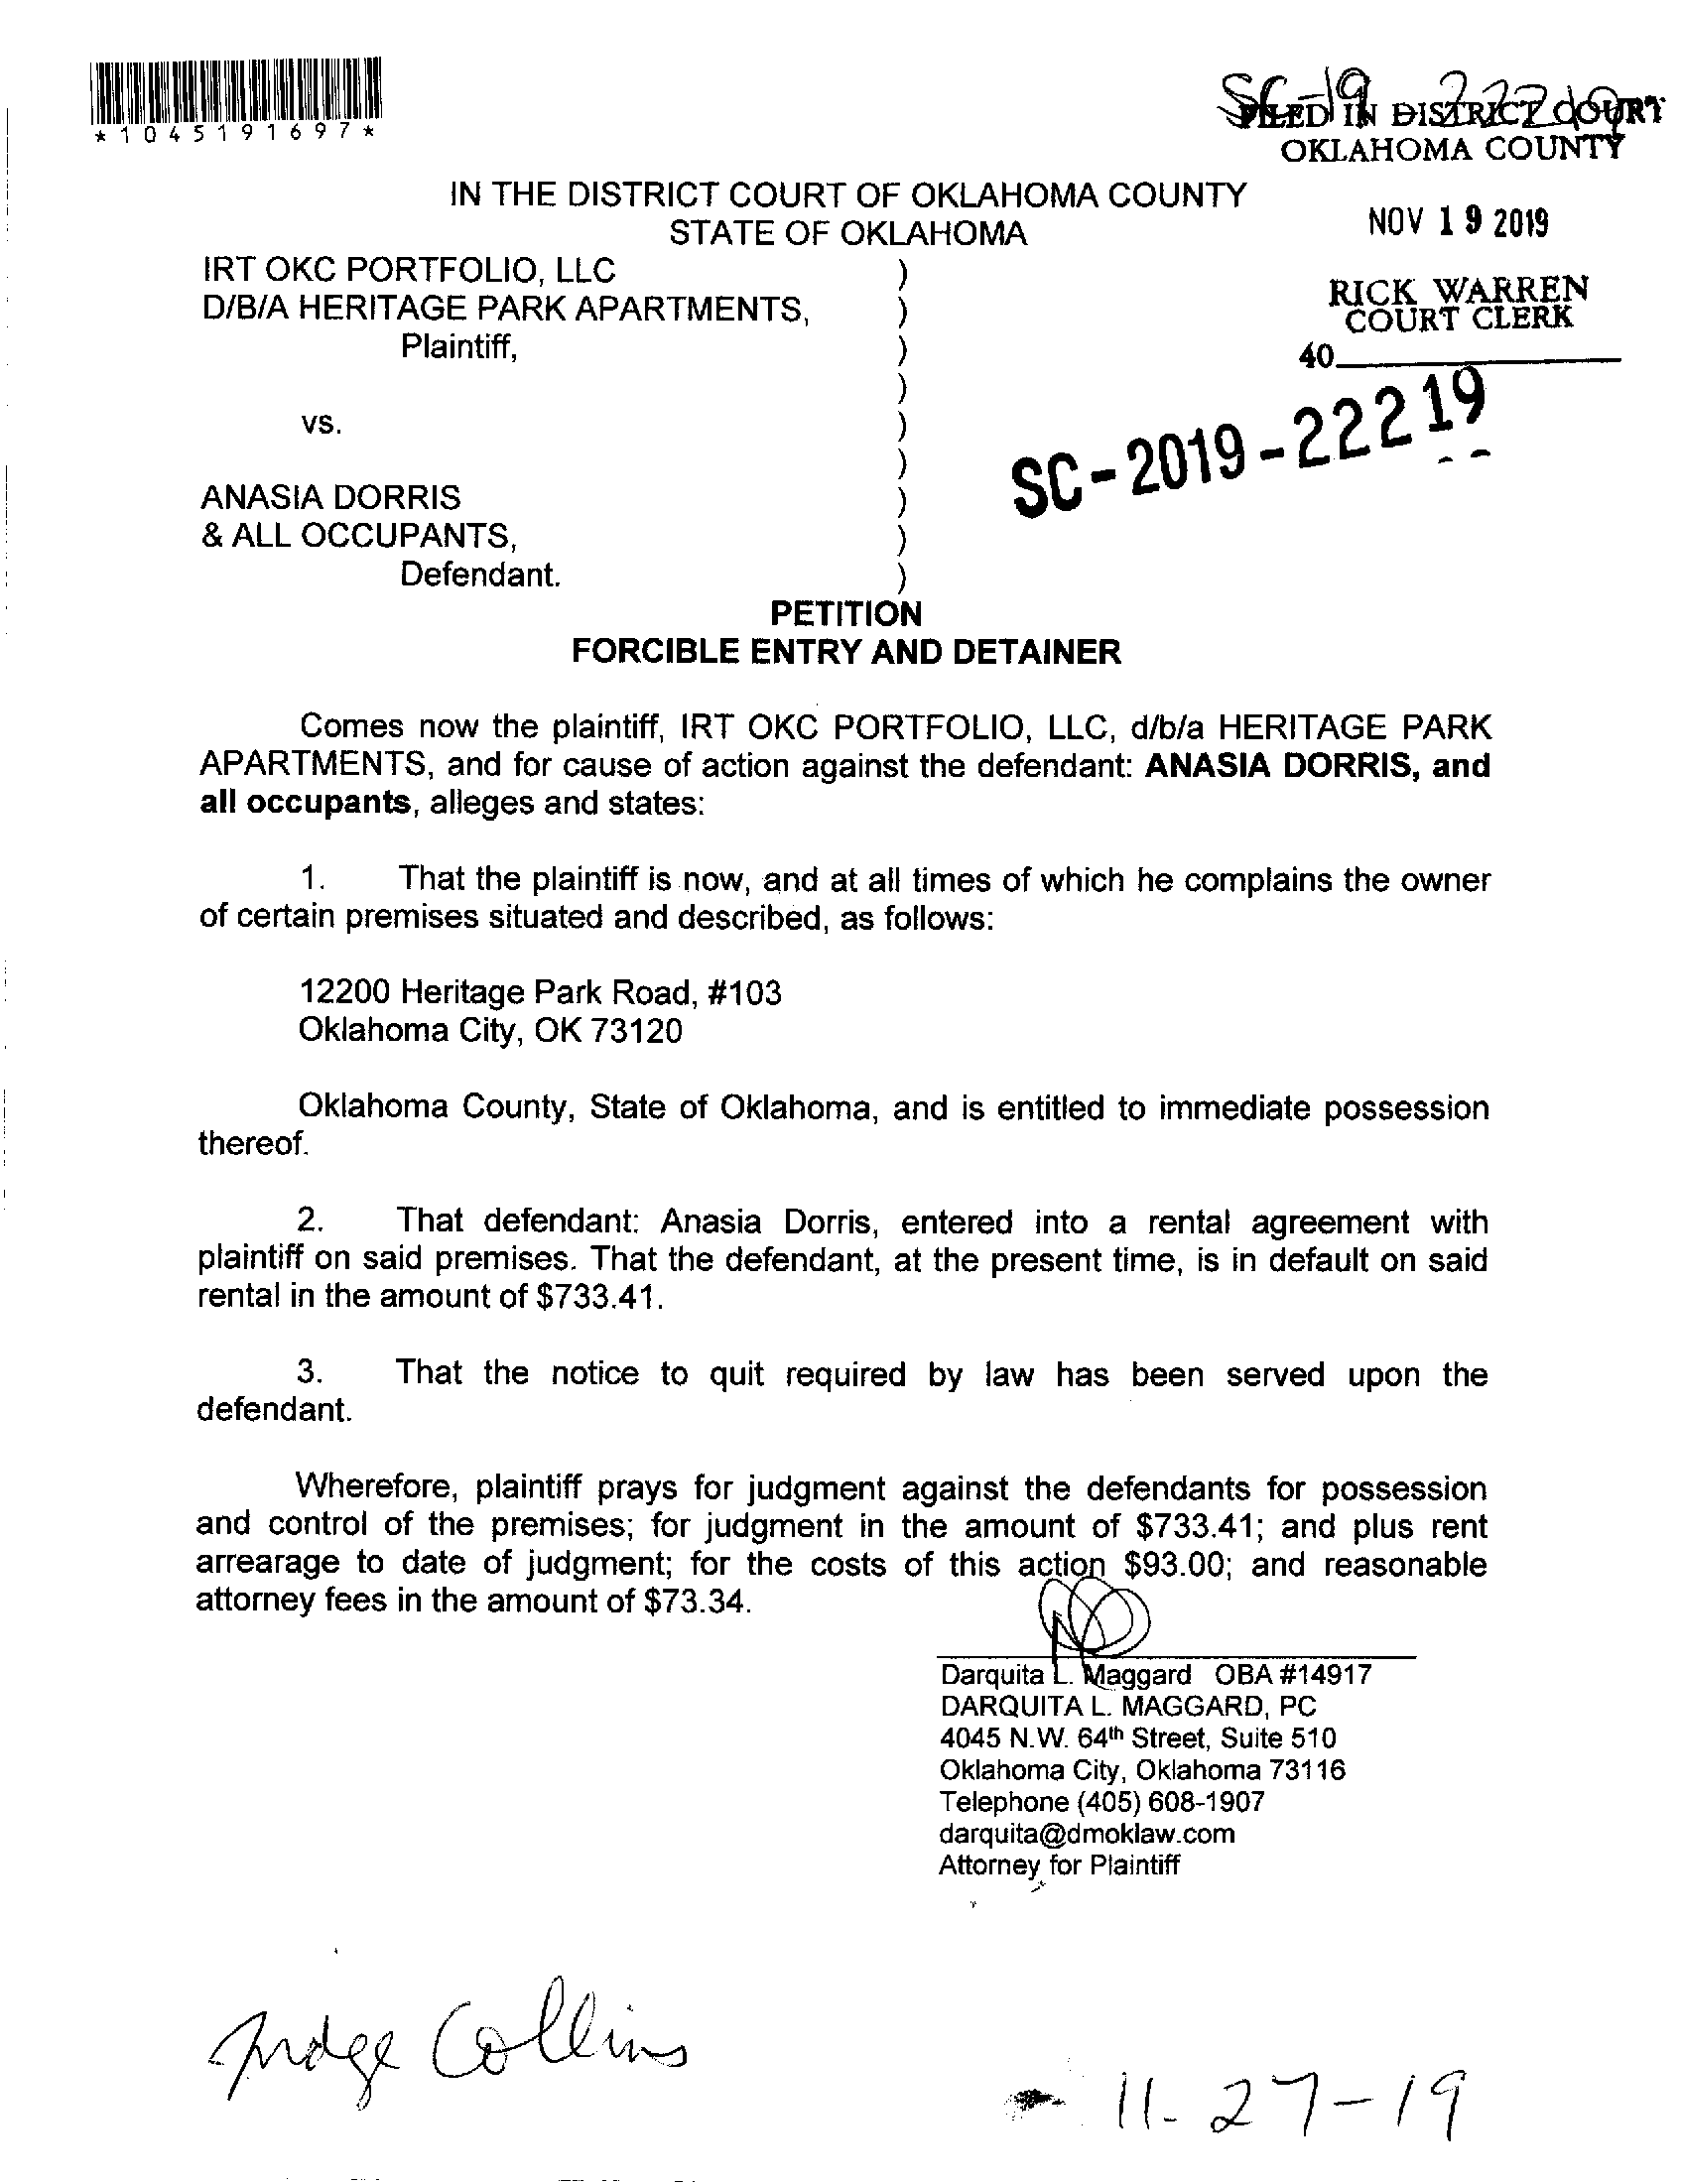 *1045191697*
SC-19 22219
FILED IN DISTRICT COURT
OKLAHOMA COUNTY
NOV 19 2019
RICK WARREN
COURT CLERK
40
SC-2019-22219
IN THE DISTRICT COURT OF OKLAHOMA COUNTY
STATE OF OKLAHOMA
IRT OKC PORTFOLIO, LLC )
D/B/A HERITAGE PARK APARTMENTS, )
Plaintiff, )
)
vs. )
)
ANASIA DORRIS )
& ALL OCCUPANTS, )
Defendant. )
PETITION
FORCIBLE ENTRY AND DETAINER
Comes now the plaintiff, IRT OKC PORTFOLIO, LLC, d/b/a HERITAGE PARK
APARTMENTS, and for cause of action against the defendant: ANASIA DORRIS, and
all occupants, alleges and states:
1. That the plaintiff is now, and at all times of which he complains the owner
of certain premises situated and described, as follows:
12200 Heritage Park Road, #103
Oklahoma City, OK 73120
Oklahoma County, State of Oklahoma, and is entitled to immediate possession
thereof.
2. That defendant: Anasia Dorris, entered into a rental agreement with
plaintiff on said premises. That the defendant, at the present time, is in default on said
rental in the amount of $733.41.
3. That the notice to quit required by law has been served upon the
defendant.
Wherefore, plaintiff prays for judgment against the defendants for possession
and control of the premises; for judgment in the amount of $733.41; and plus rent
arrearage to date of judgment; for the costs of this action $93.00; and reasonable
attorney fees in the amount of $73.34.
Darquita L. Maggard OBA #14917
DARQUITA L. MAGGARD, PC
4045 N.W. 64th Street, Suite 510
Oklahoma City, Oklahoma 73116
Telephone (405) 608-1907
darquita@dmoklaw.com
Attorney for Plaintiff
Judge Collins
11-27-19